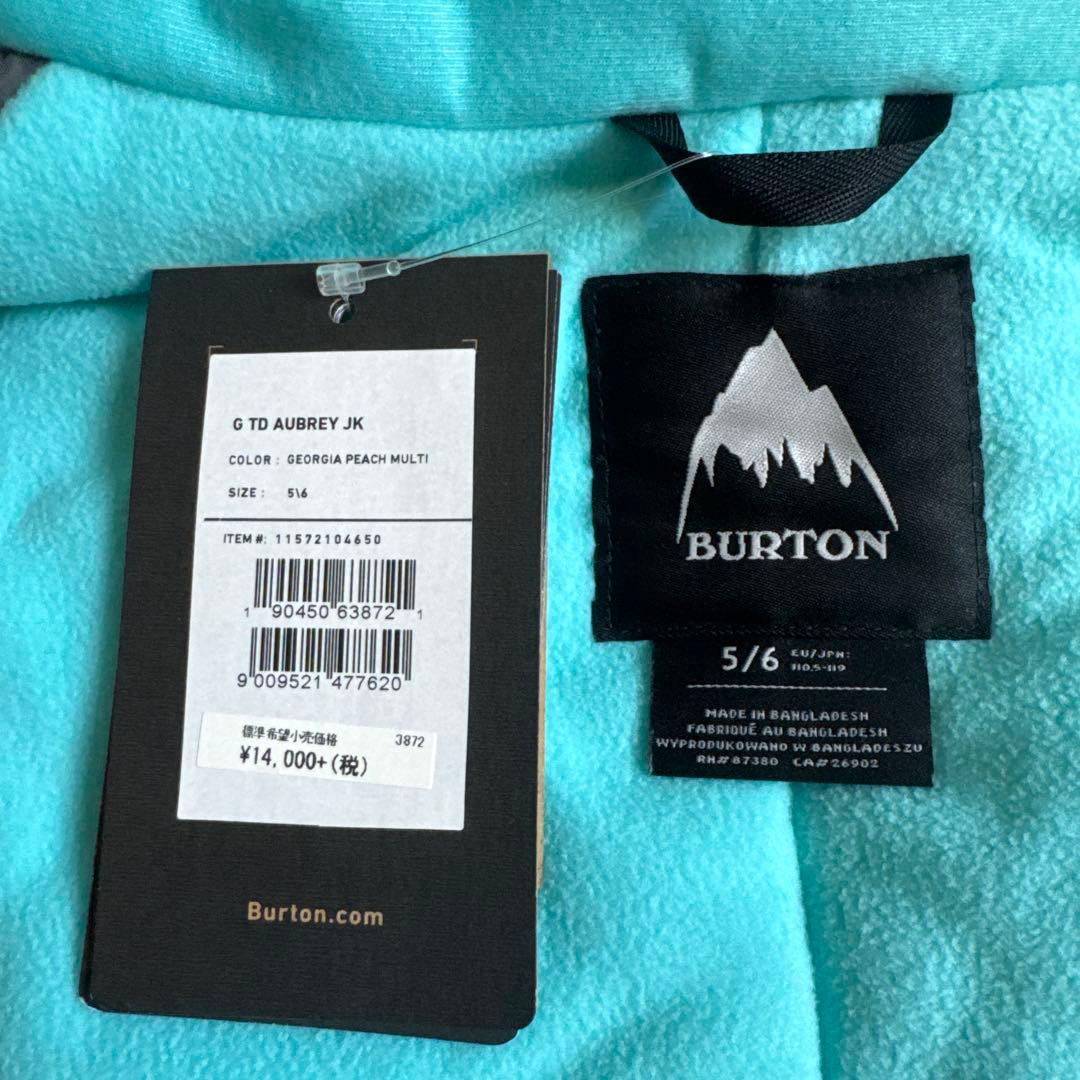 G TD AUBREY JK
COLOR : GEORGIA PEACH MULTI
SIZE : 5\6
ITEM #: 11572104650
1 90450 63872 1
9 009521 477620
標準希望小売価格 3872
¥14,000+(税)
Burton.com
BURTON
5/6 EU/JPN:
110.5-119
MADE IN BANGLADESH
FABRIQUÉ AU BANGLADESH
WYPRODUKOWANO W BANGLADESZU
RN#87380 CA#26902